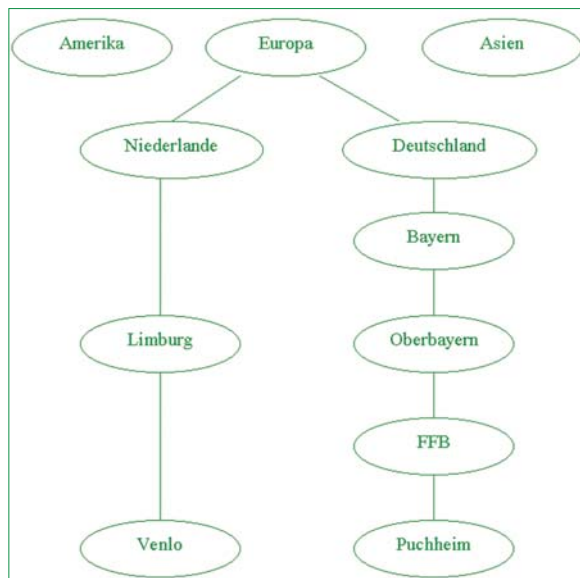 Amerika
Europa
Asien
Niederlande
Deutschland
Bayern
Limburg
Oberbayern
FFB
Venlo
Puchheim